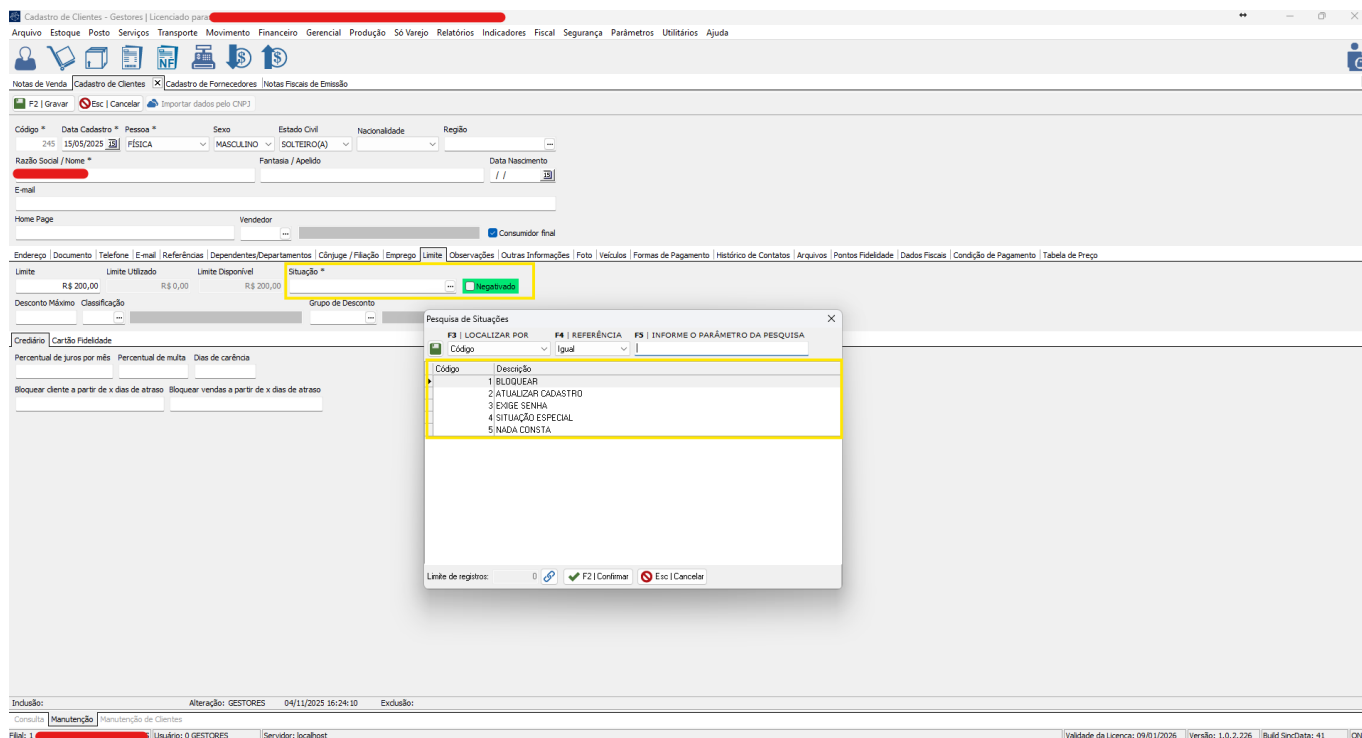 Cadastro de Clientes - Gestores | Licenciado para:
Arquivo Estoque Posto Serviços Transporte Movimento Financeiro Gerencial Produção Só Varejo Relatórios Indicadores Fiscal Segurança Parâmetros Utilitários Ajuda
NF
Notas de Venda Cadastro de Clientes Cadastro de Fornecedores Notas Fiscais de Emissão
F2 | Gravar Esc | Cancelar Importar dados pelo CNPJ
Código * Data Cadastro * Pessoa * Sexo Estado Civil Nacionalidade Região
245 15/05/2025 15 FÍSICA MASCULINO SOLTEIRO(A) ...
Razão Social / Nome * Fantasia / Apelido Data Nascimento
/ / 15
E-mail
Home Page Vendedor
... Consumidor final
Endereço Documento Telefone E-mail Referências Dependentes/Departamentos Cônjuge / Filiação Emprego Limite Observações Outras Informações Foto Veículos Formas de Pagamento Histórico de Contatos Arquivos Pontos Fidelidade Dados Fiscais Condição de Pagamento Tabela de Preço
Limite Limite Utilizado Limite Disponível Situação *
R$ 200,00 R$ 0,00 R$ 200,00 ... Negativado
Desconto Máximo Classificação Grupo de Desconto
... ...
Crediário Cartão Fidelidade
Percentual de juros por mês Percentual de multa Dias de carência
Bloquear cliente a partir de x dias de atraso Bloquear vendas a partir de x dias de atraso
Pesquisa de Situações
F3 | LOCALIZAR POR F4 | REFERÊNCIA F5 | INFORME O PARÂMETRO DA PESQUISA
Código Igual
Código Descrição
1 BLOQUEAR
2 ATUALIZAR CADASTRO
3 EXIGE SENHA
4 SITUAÇÃO ESPECIAL
5 NADA CONSTA
Limite de registros: 0 F2 | Confirmar Esc | Cancelar
Inclusão: Alteração: GESTORES 04/11/2025 16:24:10 Exclusão:
Consulta Manutenção Manutenção de Clientes
Filial: 1 Usuário: 0 GESTORES Servidor: localhost Validade da Licença: 09/01/2026 Versão: 1.0.2.226 Build SincData: 41 ON